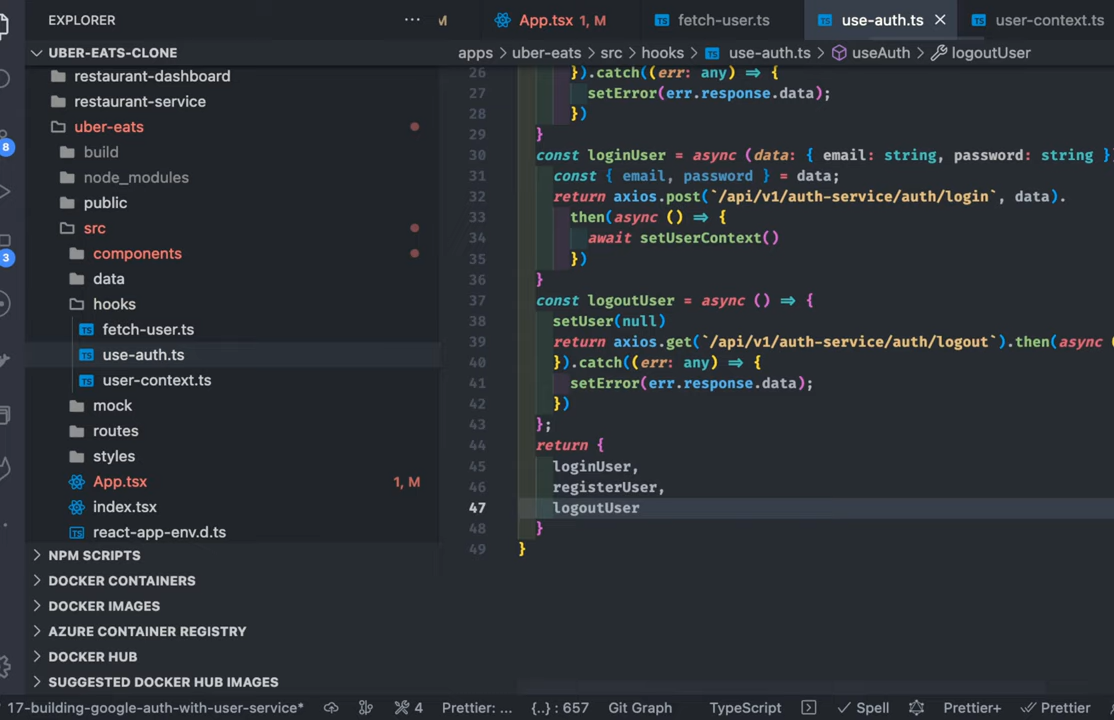 EXPLORER ··· M App.tsx 1, M fetch-user.ts use-auth.ts × user-context.ts
UBER-EATS-CLONE
apps › uber-eats › src › hooks › use-auth.ts › useAuth › logoutUser
restaurant-dashboard
restaurant-service
uber-eats
build
node_modules
public
src
components
data
hooks
fetch-user.ts
use-auth.ts
user-context.ts
mock
routes
styles
App.tsx 1, M
index.tsx
react-app-env.d.ts
NPM SCRIPTS
DOCKER CONTAINERS
DOCKER IMAGES
AZURE CONTAINER REGISTRY
DOCKER HUB
SUGGESTED DOCKER HUB IMAGES
8
3
26 }).catch((err: any) => {
27 setError(err.response.data);
28 })
29 }
30 const loginUser = async (data: { email: string, password: string }
31 const { email, password } = data;
32 return axios.post(`/api/v1/auth-service/auth/login`, data).
33 then(async () => {
34 await setUserContext()
35 })
36 }
37 const logoutUser = async () => {
38 setUser(null)
39 return axios.get(`/api/v1/auth-service/auth/logout`).then(async (
40 }).catch((err: any) => {
41 setError(err.response.data);
42 })
43 };
44 return {
45 loginUser,
46 registerUser,
47 logoutUser
48 }
49 }
17-building-google-auth-with-user-service* 4 Prettier: ... {..} : 657 Git Graph TypeScript Spell Prettier+ Prettier